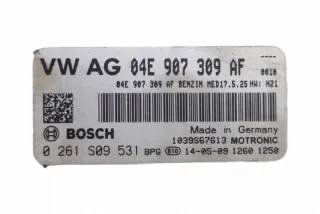 VW AG 04E 907 309 AF 0010
04E 907 309 AF BENZIN MED17.5.25 HW: H21
BOSCH
Made in Germany
1039S67613 MOTRONIC
0 261 S09 531 BPG 14-05-09 1260 1250